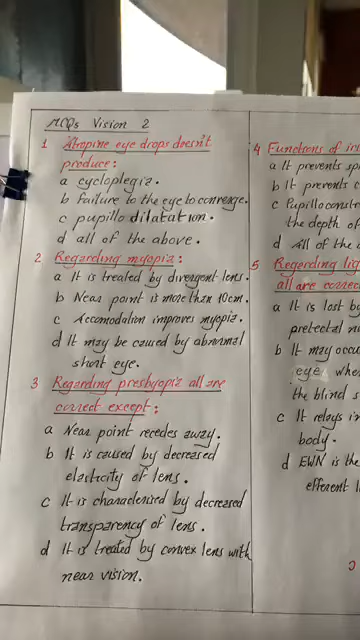 MCQs Vision 2
1 Atropine eye drops doesn't
produce:
a cycloplegia.
b Failure to the eye to converge.
c pupillo dilatation.
d all of the above.
2 Regarding myopia:
a It is treated by divergent lens.
b Near point is more than 10cm.
c Accomodation improves myopia.
d It may be caused by abnormal
short eye.
3 Regarding presbyopia all are
correct except:
a Near point recedes away.
b It is caused by decreased
elasticity of lens.
c It is characterised by decreased
transparency of lens.
d It is treated by convex lens with
near vision.
4 Functions of
a It prevents
b It prevents
c Pupilloconst
the depth of
d All of the
5 Regarding
all are correc
a It is lost by
pretectal
b It may occu
eye
the blind s
c It relays in
body.
d EWN is the
efferent